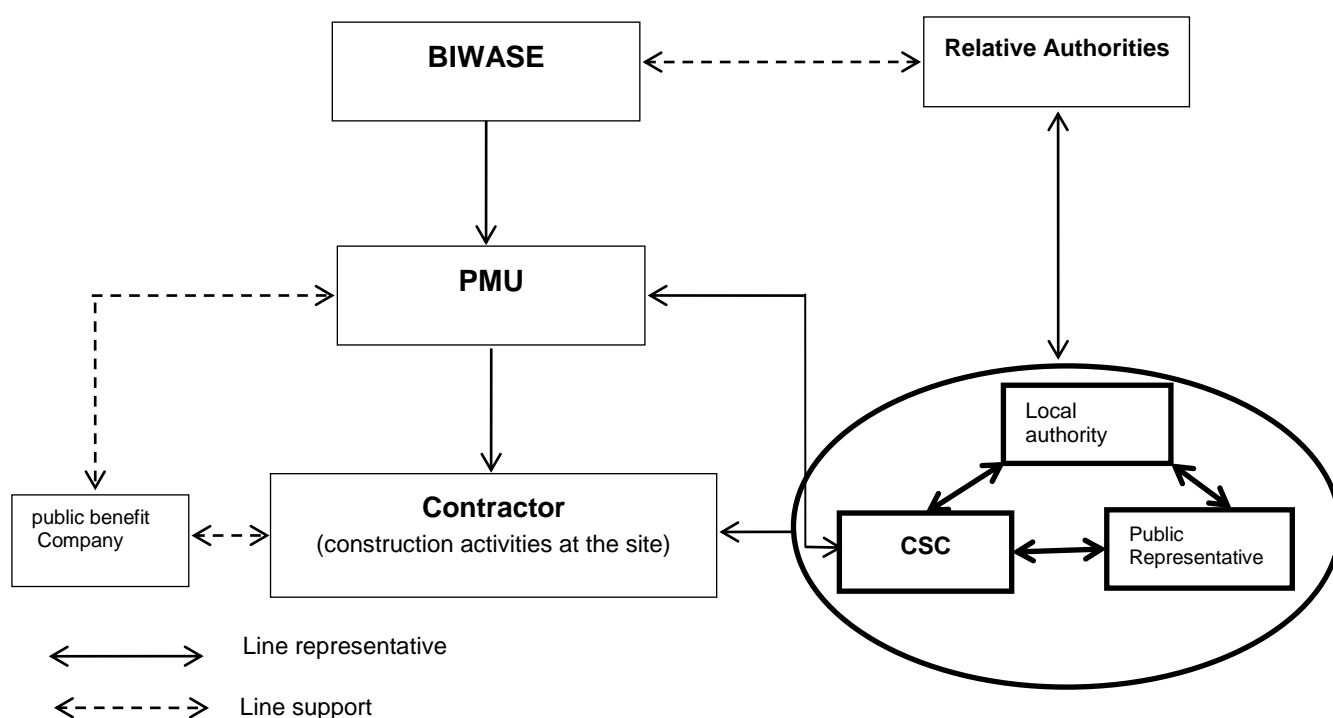 BIWASE
Relative Authorities
PMU
Local
authority
public benefit
Company
Contractor
(construction activities at the site)
CSC
Public
Representative
Line representative
Line support